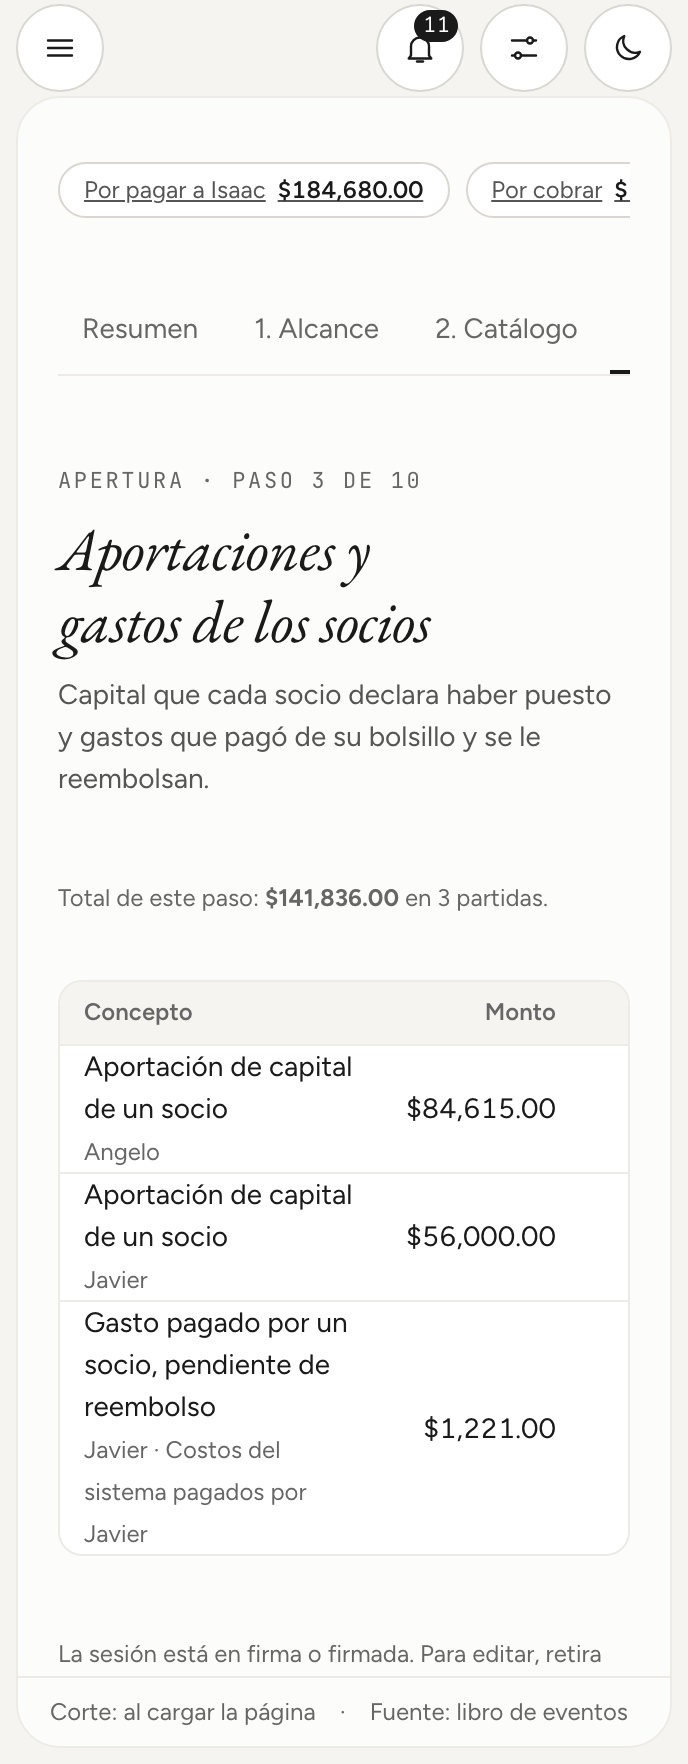 11
Por pagar a Isaac $184,680.00 Por cobrar $
Resumen 1. Alcance 2. Catálogo
APERTURA · PASO 3 DE 10
Aportaciones y
gastos de los socios
Capital que cada socio declara haber puesto
y gastos que pagó de su bolsillo y se le
reembolsan.
Total de este paso: $141,836.00 en 3 partidas.
Concepto Monto
Aportación de capital
de un socio $84,615.00
Angelo
Aportación de capital
de un socio $56,000.00
Javier
Gasto pagado por un
socio, pendiente de
reembolso
$1,221.00
Javier · Costos del
sistema pagados por
Javier
La sesión está en firma o firmada. Para editar, retira
Corte: al cargar la página · Fuente: libro de eventos